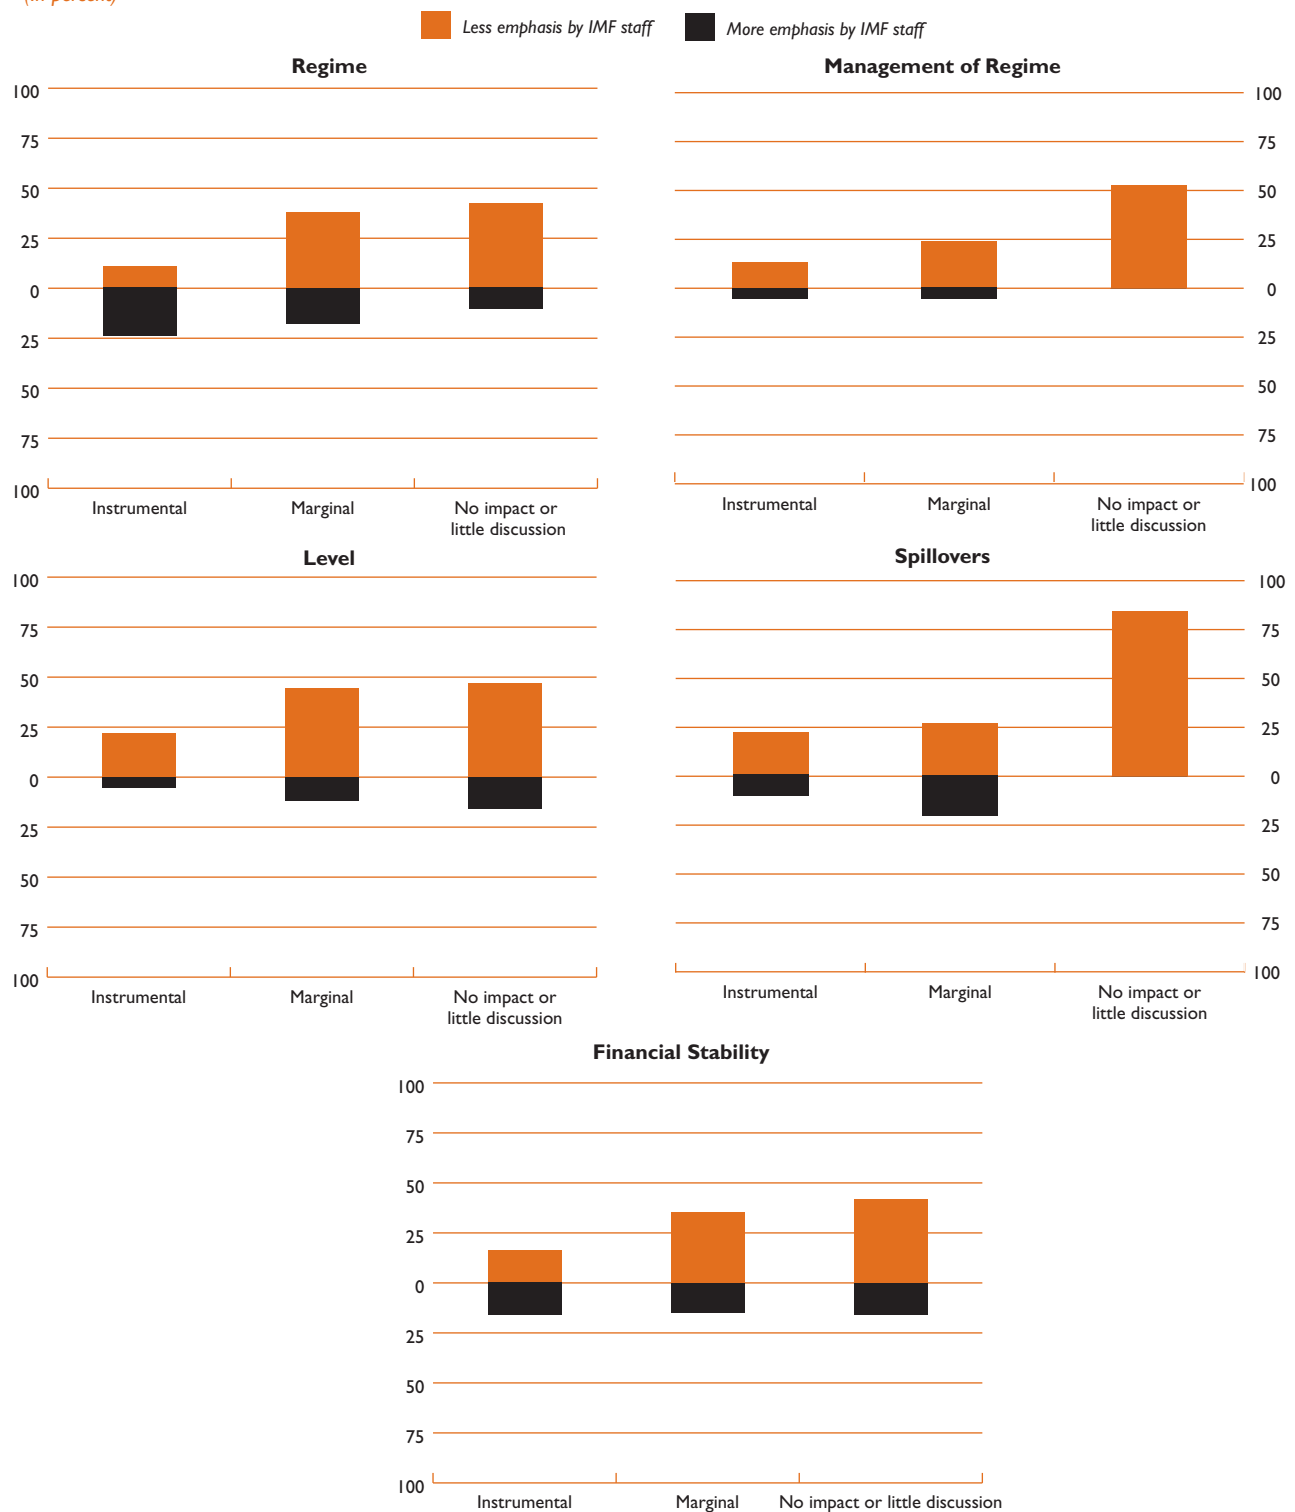 (In percent)
Less emphasis by IMF staff More emphasis by IMF staff
Regime
100
75
50
25
0
25
50
75
100
Instrumental Marginal No impact or
little discussion
Management of Regime
100
75
50
25
0
25
50
75
100
Instrumental Marginal No impact or
little discussion
Level
100
75
50
25
0
25
50
75
100
Instrumental Marginal No impact or
little discussion
Spillovers
100
75
50
25
0
25
50
75
100
Instrumental Marginal No impact or
little discussion
Financial Stability
100
75
50
25
0
25
50
75
100
Instrumental Marginal No impact or little discussion